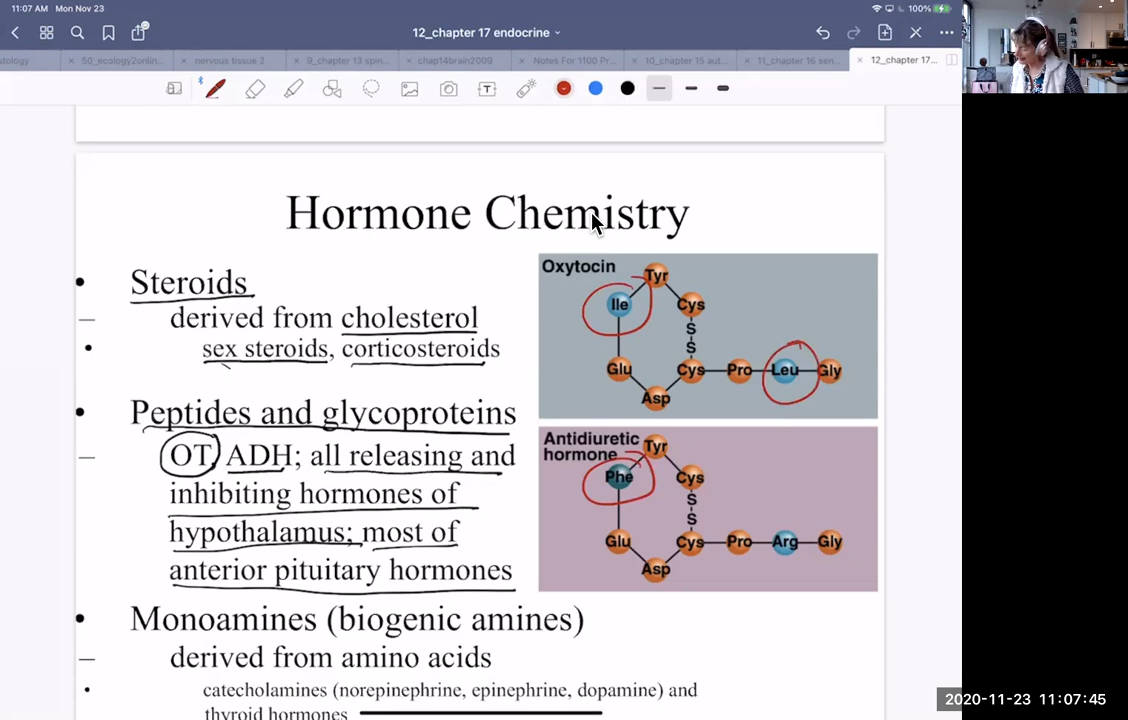 11:07 AM Mon Nov 23
100%
12_chapter 17 endocrine
stology
50_ecology2onlin...
nervous tissue 2
9_chapter 13 spin...
chap14brain2009
Notes For 1100 Pr...
10_chapter 15 aut...
11_chapter 16 sen...
12_chapter 17...
Hormone Chemistry
• Steroids
– derived from cholesterol
• sex steroids, corticosteroids
• Peptides and glycoproteins
– OT, ADH; all releasing and
inhibiting hormones of
hypothalamus; most of
anterior pituitary hormones
• Monoamines (biogenic amines)
– derived from amino acids
• catecholamines (norepinephrine, epinephrine, dopamine) and
thyroid hormones
Oxytocin
Tyr
Ile
Cys
S
S
Glu
Cys
Pro
Leu
Gly
Asp
Antidiuretic
hormone
Tyr
Phe
Cys
S
S
Glu
Cys
Pro
Arg
Gly
Asp
2020-11-23 11:07:45